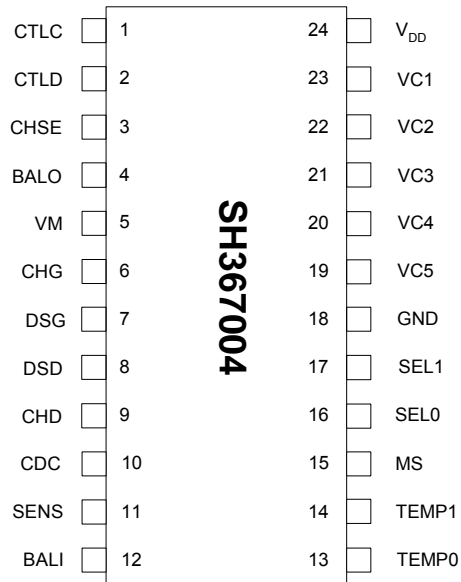 CTLC 1 24 VDD
CTLD 2 23 VC1
CHSE 3 22 VC2
BALO 4 21 VC3
VM 5 20 VC4
CHG 6 19 VC5
DSG 7 18 GND
DSD 8 17 SEL1
CHD 9 16 SEL0
CDC 10 15 MS
SENS 11 14 TEMP1
BALI 12 13 TEMP0
SH367004